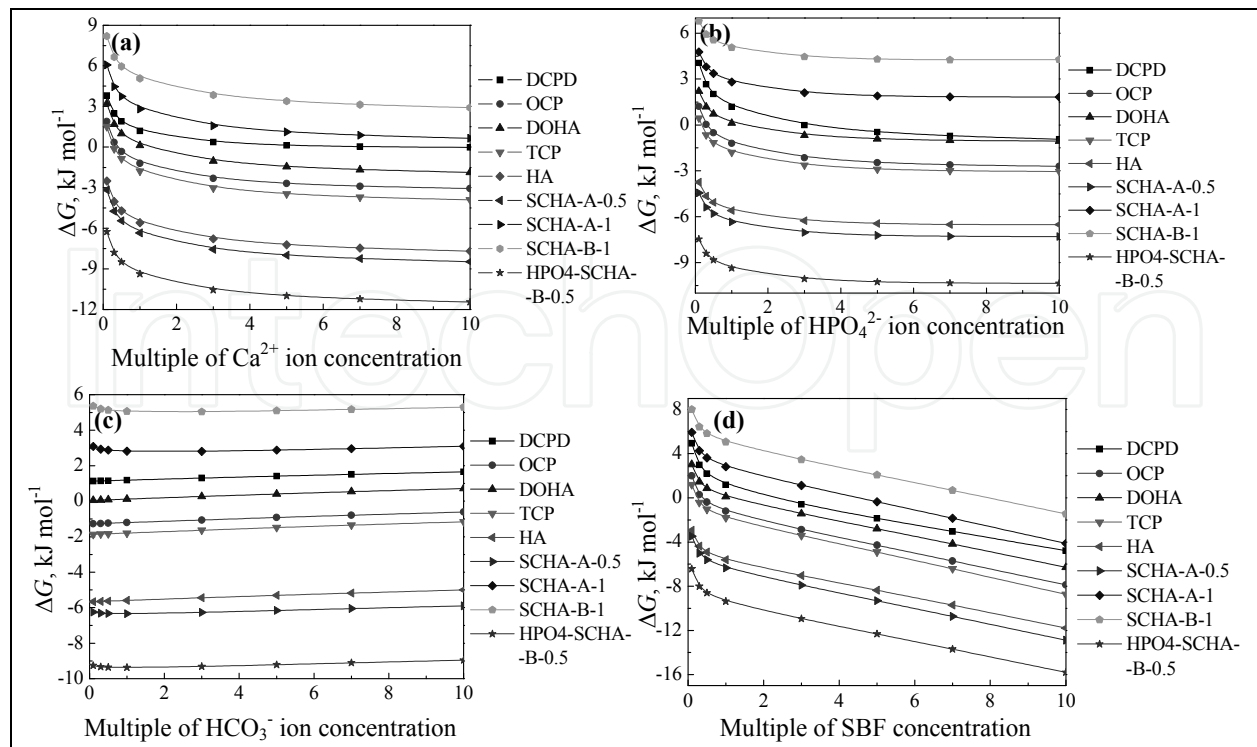 (a)
ΔG, kJ mol⁻¹
9
6
3
0
-3
-6
-9
-12
0 2 4 6 8 10
Multiple of Ca²⁺ ion concentration
DCPD
OCP
DOHA
TCP
HA
SCHA-A-0.5
SCHA-A-1
SCHA-B-1
HPO4-SCHA-
-B-0.5
(b)
ΔG, kJ mol⁻¹
6
3
0
-3
-6
-9
0 2 4 6 8 10
Multiple of HPO₄²⁻ ion concentration
DCPD
OCP
DOHA
TCP
HA
SCHA-A-0.5
SCHA-A-1
SCHA-B-1
HPO4-SCHA-
-B-0.5
IntechOpen
(c)
ΔG, kJ mol⁻¹
6
4
2
0
-2
-4
-6
-8
-10
0 2 4 6 8 10
Multiple of HCO₃⁻ ion concentration
DCPD
OCP
DOHA
TCP
HA
SCHA-A-0.5
SCHA-A-1
SCHA-B-1
HPO4-SCHA-
-B-0.5
(d)
ΔG, kJ mol⁻¹
8
4
0
-4
-8
-12
-16
0 2 4 6 8 10
Multiple of SBF concentration
DCPD
OCP
DOHA
TCP
HA
SCHA-A-0.5
SCHA-A-1
SCHA-B-1
HPO4-SCHA-
-B-0.5